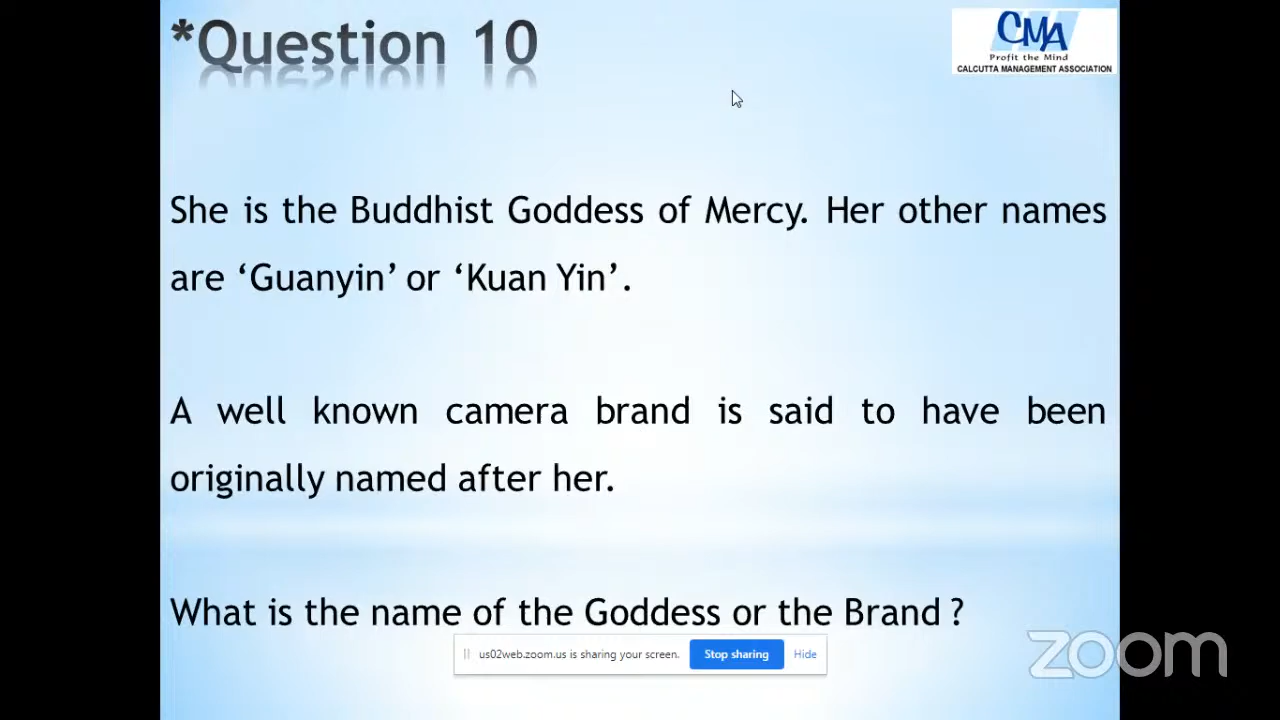 *Question 10
CMA
Profit the Mind
CALCUTTA MANAGEMENT ASSOCIATION
She is the Buddhist Goddess of Mercy. Her other names
are ‘Guanyin’ or ‘Kuan Yin’.
A well known camera brand is said to have been
originally named after her.
What is the name of the Goddess or the Brand ?
us02web.zoom.us is sharing your screen. Stop sharing Hide
zoom